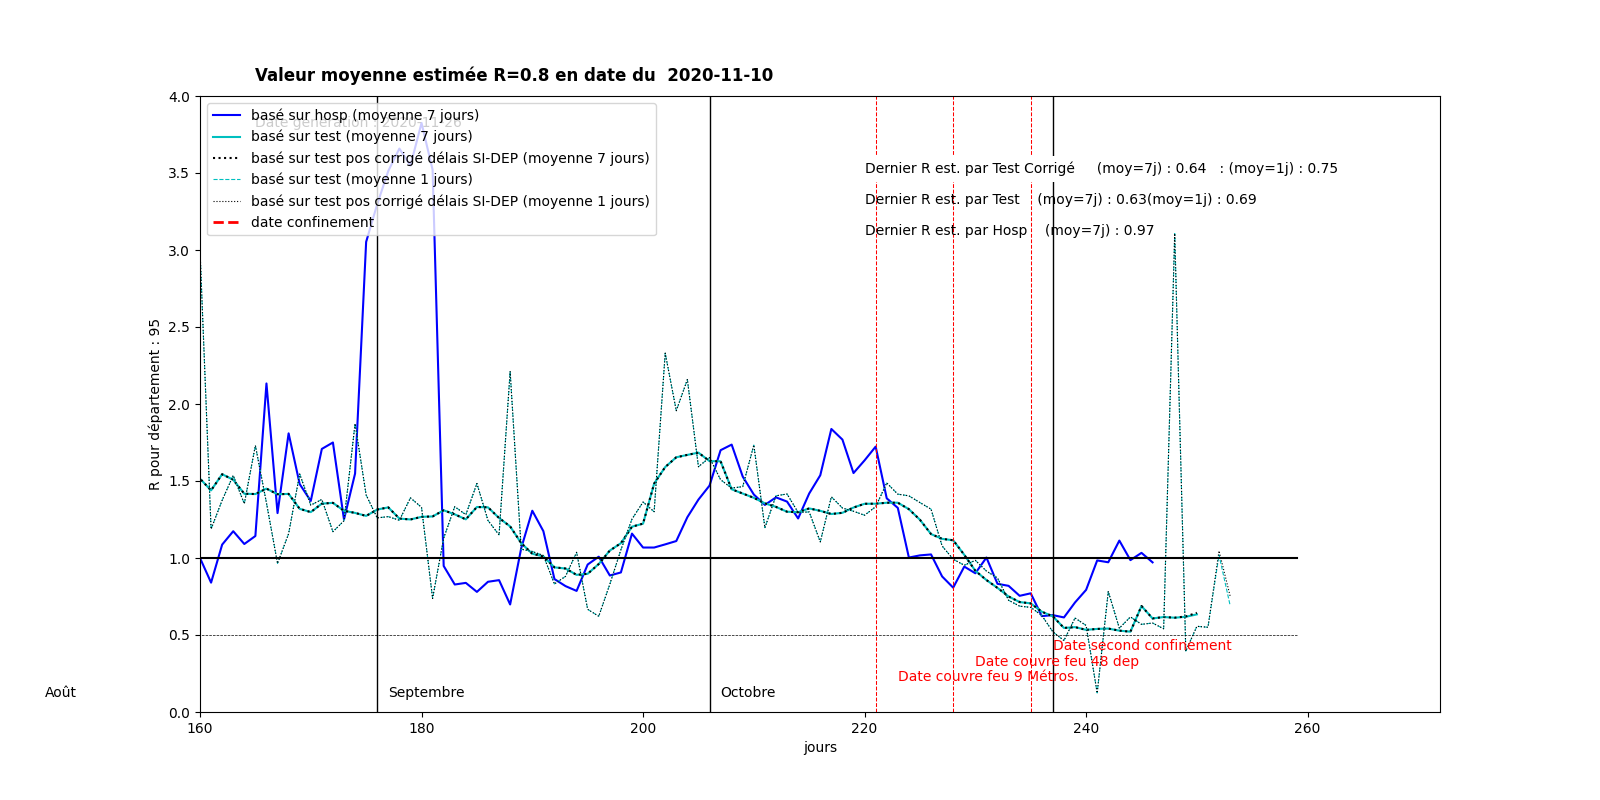 Valeur moyenne estimée R=0.8 en date du  2020-11-10
Date génération : 2020-11-26
basé sur hosp (moyenne 7 jours)
basé sur test (moyenne 7 jours)
basé sur test pos corrigé délais SI-DEP (moyenne 7 jours)
basé sur test (moyenne 1 jours)
basé sur test pos corrigé délais SI-DEP (moyenne 1 jours)
date confinement
Dernier R est. par Test Corrigé     (moy=7j) : 0.64   : (moy=1j) : 0.75
Dernier R est. par Test    (moy=7j) : 0.63(moy=1j) : 0.69
Dernier R est. par Hosp    (moy=7j) : 0.97
4.0
3.5
3.0
2.5
2.0
1.5
1.0
0.5
0.0
R pour département : 95
Date second confinement
Date couvre feu 48 dep
Date couvre feu 9 Métros.
Août
Septembre
Octobre
160
180
200
220
240
260
jours